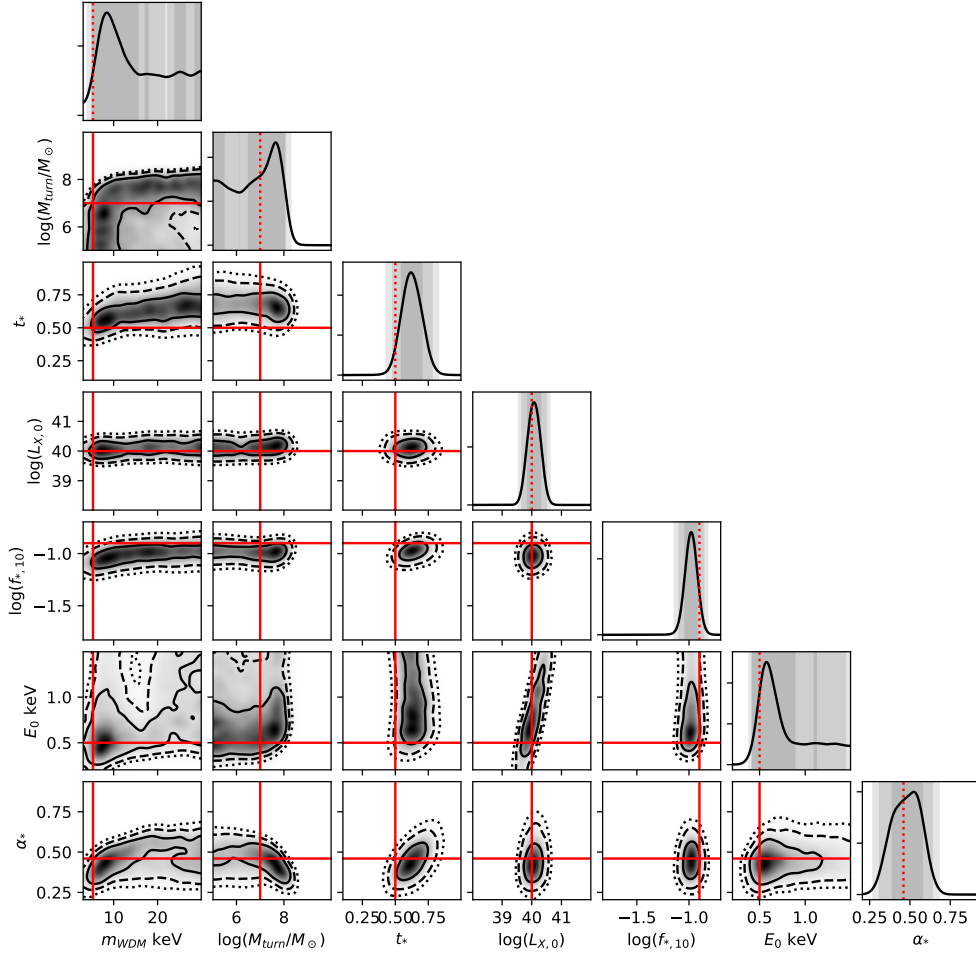 log(M_turn/M_⊙)
8
6
t_*
0.75
0.50
0.25
log(L_X,0)
41
40
39
log(f_*,10)
−1.0
−1.5
E_0 keV
1.0
0.5
α_*
0.75
0.50
0.25
10 20 6 8 0.25 0.50 0.75 39 40 41 −1.5 −1.0 0.5 1.0 0.25 0.50 0.75
m_WDM keV log(M_turn/M_⊙) t_* log(L_X,0) log(f_*,10) E_0 keV α_*